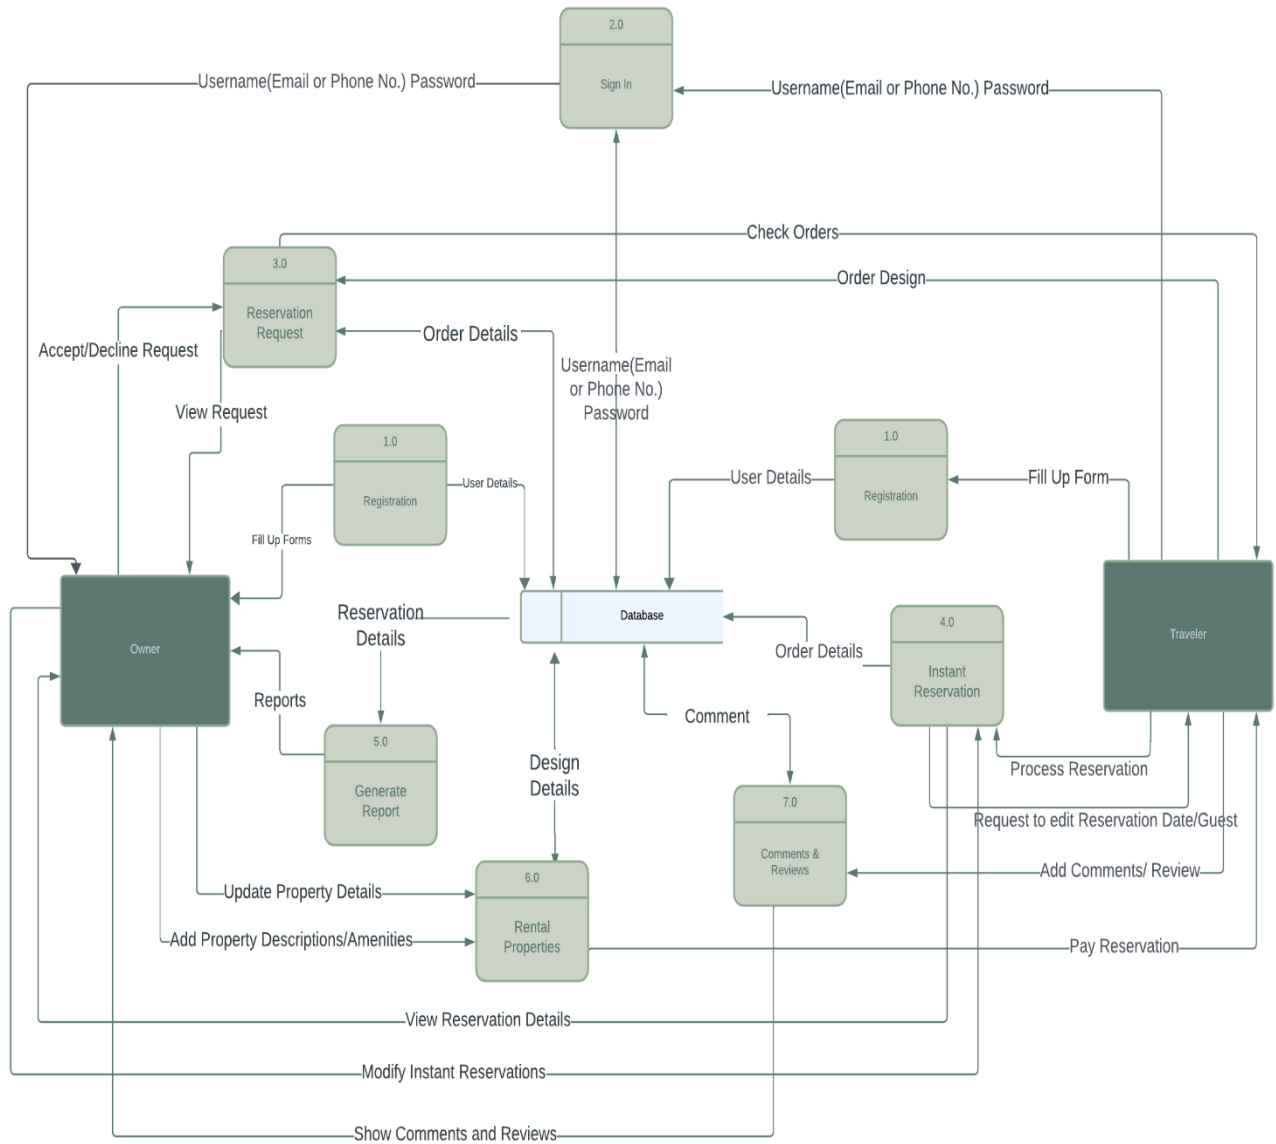 2.0
Sign In
Username(Email or Phone No.) Password
Username(Email or Phone No.) Password
Check Orders
3.0
Reservation
Request
Order Design
Order Details
Accept/Decline Request
View Request
Username(Email
or Phone No.)
Password
1.0
Registration
User Details
Fill Up Forms
1.0
Registration
User Details
Fill Up Form
Owner
Reservation
Details
Database
Order Details
4.0
Instant
Reservation
Traveler
Reports
5.0
Generate
Report
Comment
Design
Details
7.0
Comments &
Reviews
Process Reservation
Request to edit Reservation Date/Guest
Add Comments/ Review
Update Property Details
Add Property Descriptions/Amenities
6.0
Rental
Properties
Pay Reservation
View Reservation Details
Modify Instant Reservations
Show Comments and Reviews